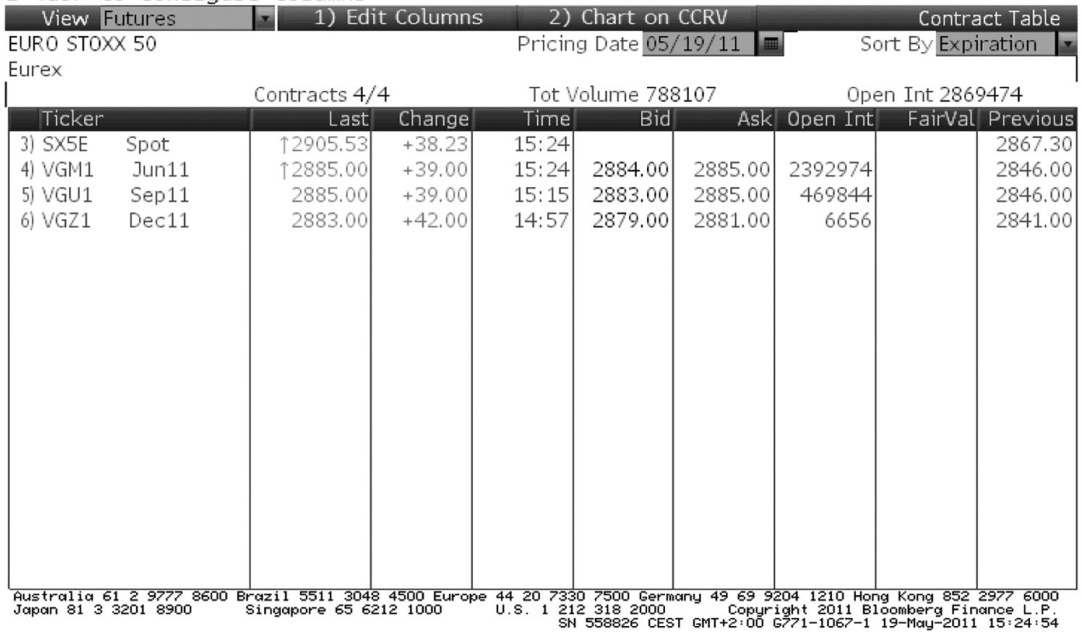 View Futures 1) Edit Columns 2) Chart on CCRV Contract Table
EURO STOXX 50 Pricing Date 05/19/11 Sort By Expiration
Eurex
Contracts 4/4 Tot Volume 788107 Open Int 2869474
Ticker Last Change Time Bid Ask Open Int FairVal Previous
3) SX5E Spot ↑2905.53 +38.23 15:24 2867.30
4) VGM1 Jun11 ↑2885.00 +39.00 15:24 2884.00 2885.00 2392974 2846.00
5) VGU1 Sep11 2885.00 +39.00 15:15 2883.00 2885.00 469844 2846.00
6) VGZ1 Dec11 2883.00 +42.00 14:57 2879.00 2881.00 6656 2841.00
Australia 61 2 9777 8600 Brazil 5511 3048 4500 Europe 44 20 7330 7500 Germany 49 69 9204 1210 Hong Kong 852 2977 6000
Japan 81 3 3201 8900 Singapore 65 6212 1000 U.S. 1 212 318 2000 Copyright 2011 Bloomberg Finance L.P.
SN 558826 CEST GMT+2:00 G771-1067-1 19-May-2011 15:24:54